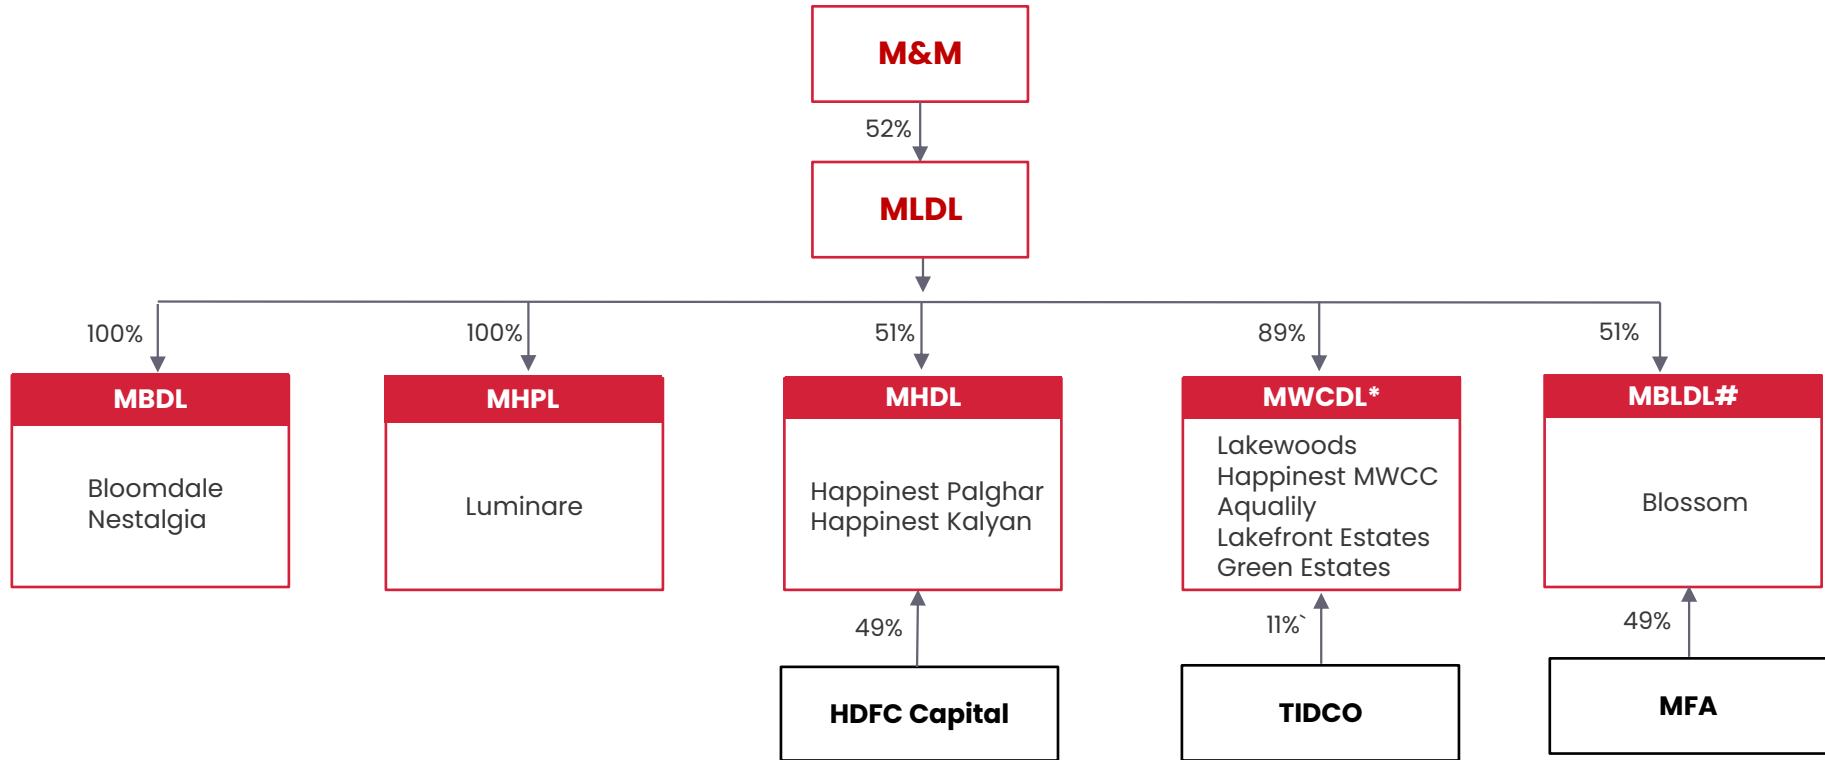 M&M
52%
MLDL
100%
100%
51%
89%
51%
MBDL
MHPL
MHDL
MWCDL*
MBLDL#
Bloomdale
Nestalgia
Luminare
Happinest Palghar
Happinest Kalyan
Lakewoods
Happinest MWCC
Aqualily
Lakefront Estates
Green Estates
Blossom
49%
11%`
49%
HDFC Capital
TIDCO
MFA